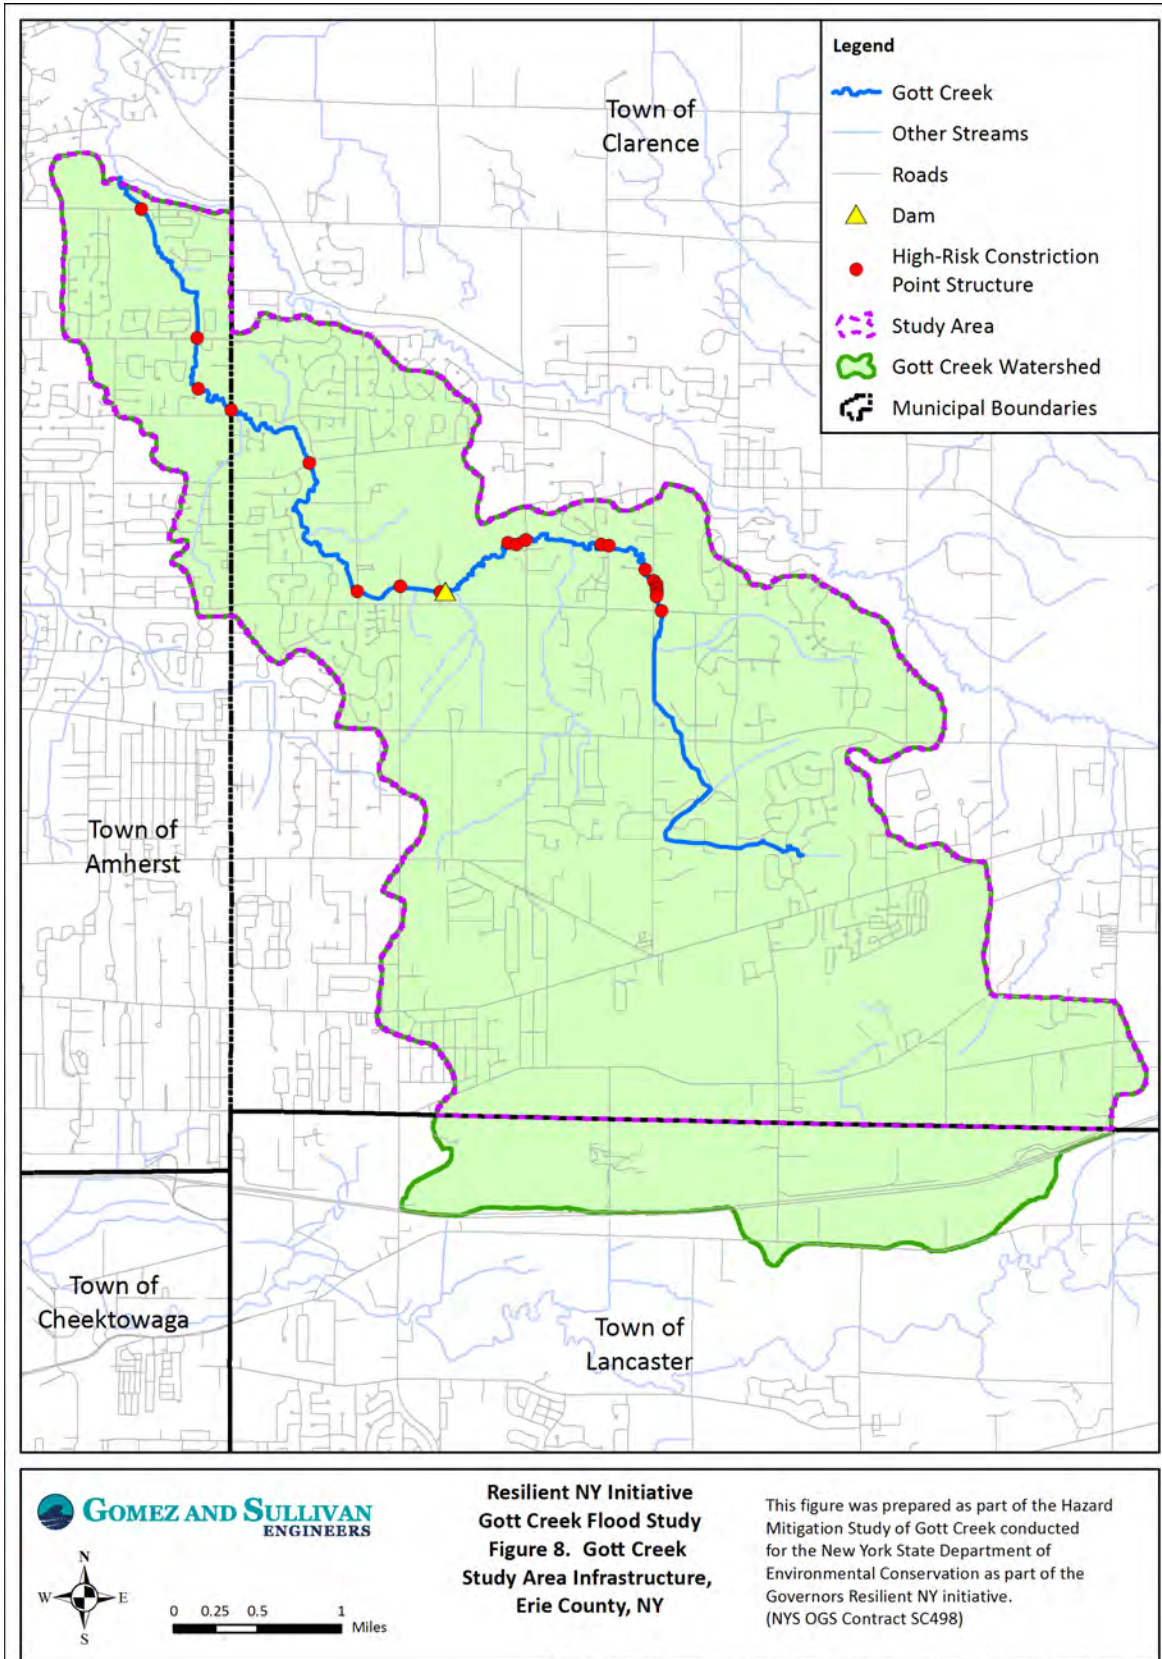 Legend
Gott Creek
Other Streams
Roads
Dam
High-Risk Constriction
Point Structure
Study Area
Gott Creek Watershed
Municipal Boundaries
Town of
Clarence
Town of
Amherst
Town of
Cheektowaga
Town of
Lancaster
GOMEZ AND SULLIVAN
ENGINEERS
N
W E
S
0 0.25 0.5 1
Miles
Resilient NY Initiative
Gott Creek Flood Study
Figure 8. Gott Creek
Study Area Infrastructure,
Erie County, NY
This figure was prepared as part of the Hazard
Mitigation Study of Gott Creek conducted
for the New York State Department of
Environmental Conservation as part of the
Governors Resilient NY initiative.
(NYS OGS Contract SC498)